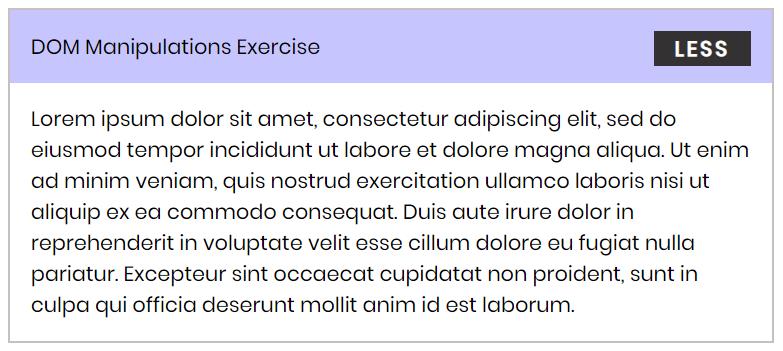 DOM Manipulations Exercise
LESS
Lorem ipsum dolor sit amet, consectetur adipiscing elit, sed do
eiusmod tempor incididunt ut labore et dolore magna aliqua. Ut enim
ad minim veniam, quis nostrud exercitation ullamco laboris nisi ut
aliquip ex ea commodo consequat. Duis aute irure dolor in
reprehenderit in voluptate velit esse cillum dolore eu fugiat nulla
pariatur. Excepteur sint occaecat cupidatat non proident, sunt in
culpa qui officia deserunt mollit anim id est laborum.